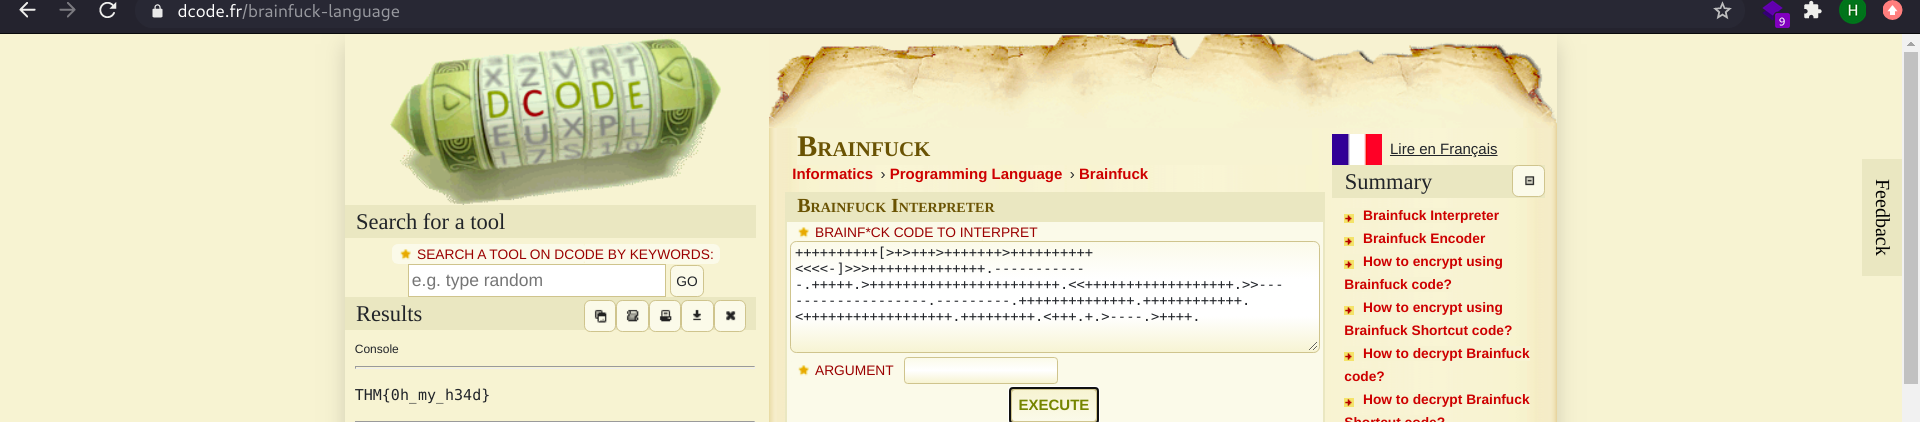 dcode.fr/brainfuck-language
9
H
DCODE
Search for a tool
SEARCH A TOOL ON DCODE BY KEYWORDS:
e.g. type random
GO
Results
Console
THM{0h_my_h34d}
BRAINFUCK
Informatics › Programming Language › Brainfuck
BRAINFUCK INTERPRETER
BRAINF*CK CODE TO INTERPRET
++++++++++[>+>+++>+++++++>++++++++++
<<<<-]>>>++++++++++++++.-----------
-.+++++.>+++++++++++++++++++++++.<<++++++++++++++++++.>>---
----------------.---------.++++++++++++++.++++++++++++.
<++++++++++++++++++.+++++++++.<+++.+.>----.>++++.
ARGUMENT
EXECUTE
Lire en Français
Summary
Brainfuck Interpreter
Brainfuck Encoder
How to encrypt using
Brainfuck code?
How to encrypt using
Brainfuck Shortcut code?
How to decrypt Brainfuck
code?
How to decrypt Brainfuck
Shortcut code?
Feedback